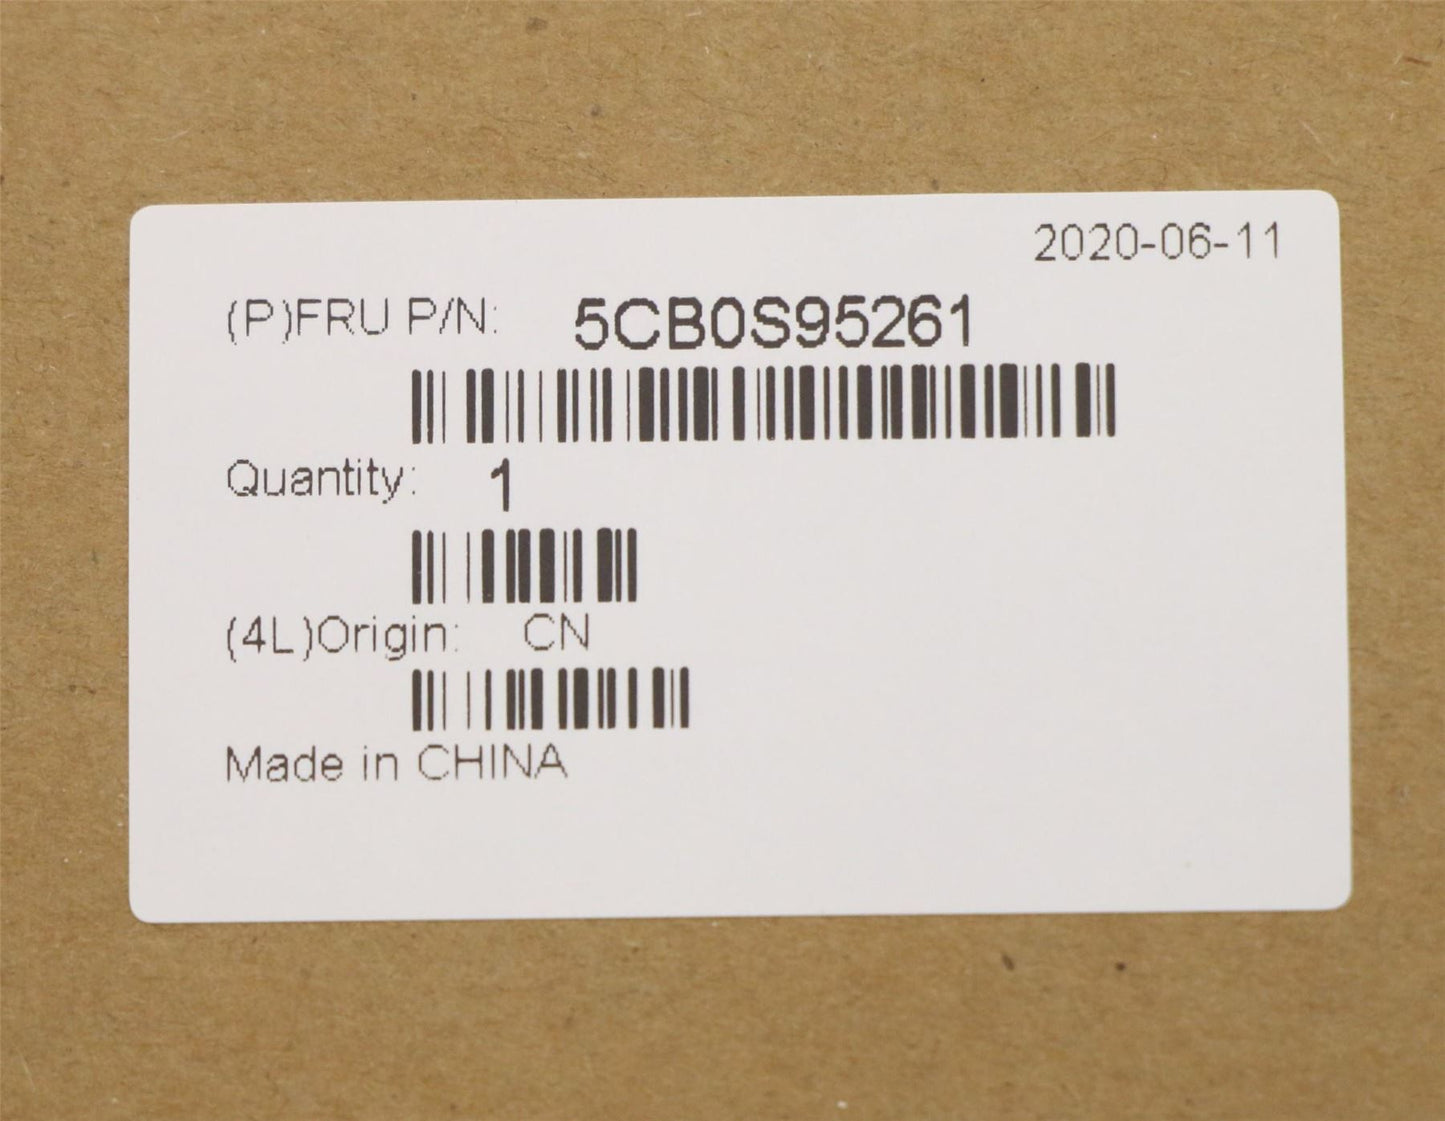 2020-06-11
(P)FRU P/N: 5CB0S95261
Quantity: 1
(4L)Origin: CN
Made in CHINA